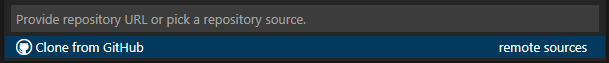 Provide repository URL or pick a repository source.
Clone from GitHub remote sources